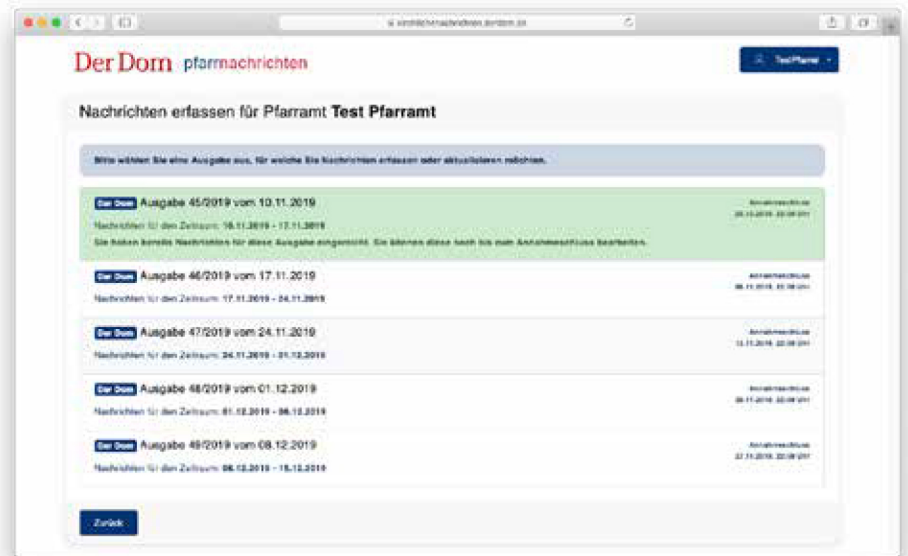 Der Dom pfarrnachrichten
Test Pfarrer
Nachrichten erfassen für Pfarramt Test Pfarramt
Bitte wählen Sie eine Ausgabe aus, für welche Sie Nachrichten erfassen oder aktualisieren möchten.
Der Dom Ausgabe 45/2019 vom 10.11.2019
Annahmeschluss
Nachrichten für den Zeitraum: 10.11.2019 - 17.11.2019
Sie haben bereits Nachrichten für diese Ausgabe eingereicht. Sie können diese noch bis zum Annahmeschluss bearbeiten.
Der Dom Ausgabe 46/2019 vom 17.11.2019
Annahmeschluss
Nachrichten für den Zeitraum: 17.11.2019 - 24.11.2019
Der Dom Ausgabe 47/2019 vom 24.11.2019
Annahmeschluss
Nachrichten für den Zeitraum: 24.11.2019 - 01.12.2019
Der Dom Ausgabe 48/2019 vom 01.12.2019
Annahmeschluss
Nachrichten für den Zeitraum: 01.12.2019 - 08.12.2019
Der Dom Ausgabe 49/2019 vom 08.12.2019
Annahmeschluss
Nachrichten für den Zeitraum: 08.12.2019 - 15.12.2019
Zurück